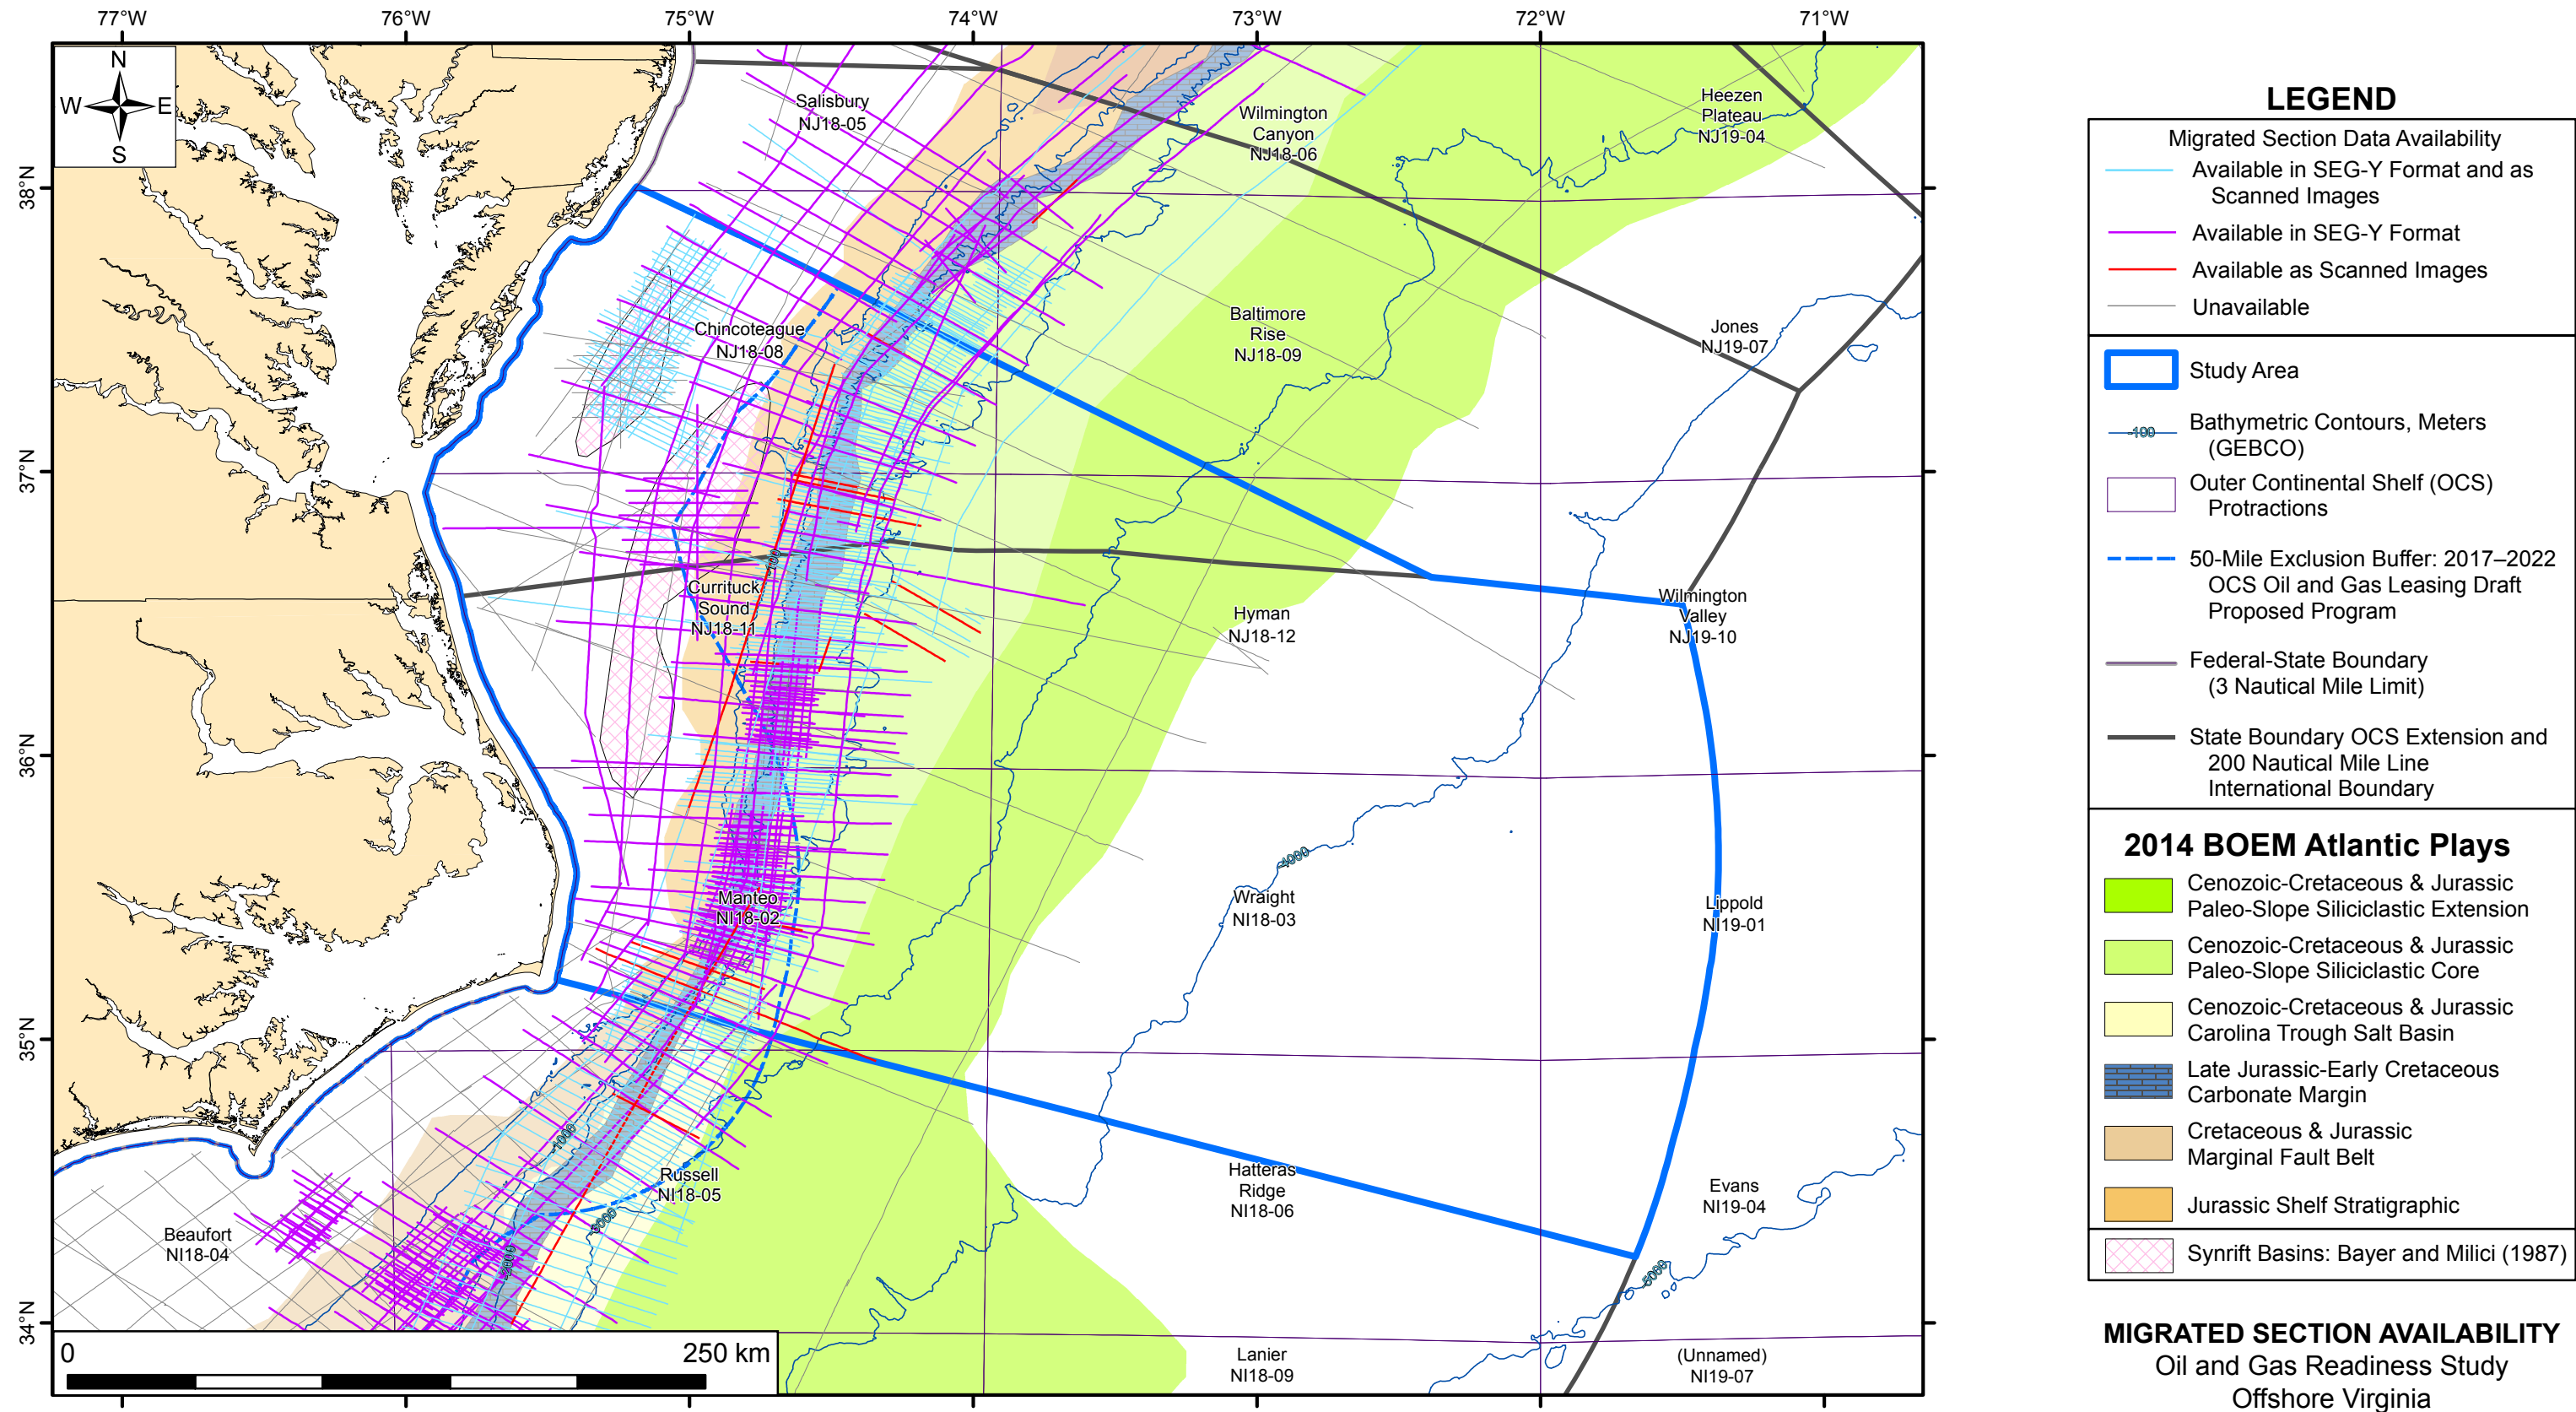 77°W 76°W 75°W 74°W 73°W 72°W 71°W
38°N
37°N
36°N
35°N
34°N
N
W E
S
Salisbury
NJ18-05
Wilmington
Canyon
NJ18-06
Heezen
Plateau
NJ19-04
Chincoteague
NJ18-08
Baltimore
Rise
NJ18-09
Jones
NJ19-07
Currituck
Sound
NJ18-11
Hyman
NJ18-12
Wilmington
Valley
NJ19-10
Manteo
NI18-02
Wraight
NI18-03
Lippold
NI19-01
Beaufort
NI18-04
Russell
NI18-05
Hatteras
Ridge
NI18-06
Evans
NI19-04
Lanier
NI18-09
(Unnamed)
NI19-07
-100
-4000
-1000
-3000
-2000
-5000
0 250 km
LEGEND
Migrated Section Data Availability
Available in SEG-Y Format and as
Scanned Images
Available in SEG-Y Format
Available as Scanned Images
Unavailable
Study Area
-100
Bathymetric Contours, Meters
(GEBCO)
Outer Continental Shelf (OCS)
Protractions
50-Mile Exclusion Buffer: 2017–2022
OCS Oil and Gas Leasing Draft
Proposed Program
Federal-State Boundary
(3 Nautical Mile Limit)
State Boundary OCS Extension and
200 Nautical Mile Line
International Boundary
2014 BOEM Atlantic Plays
Cenozoic-Cretaceous & Jurassic
Paleo-Slope Siliciclastic Extension
Cenozoic-Cretaceous & Jurassic
Paleo-Slope Siliciclastic Core
Cenozoic-Cretaceous & Jurassic
Carolina Trough Salt Basin
Late Jurassic-Early Cretaceous
Carbonate Margin
Cretaceous & Jurassic
Marginal Fault Belt
Jurassic Shelf Stratigraphic
Synrift Basins: Bayer and Milici (1987)
MIGRATED SECTION AVAILABILITY
Oil and Gas Readiness Study
Offshore Virginia